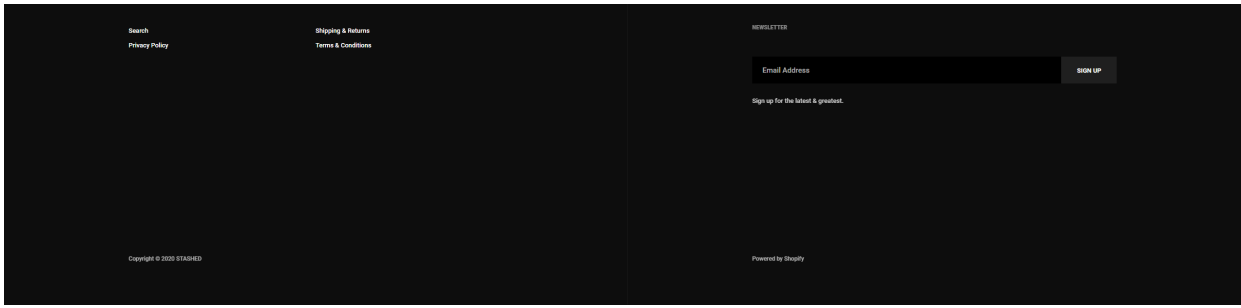 Search
Privacy Policy
Shipping & Returns
Terms & Conditions
NEWSLETTER
Email Address
SIGN UP
Sign up for the latest & greatest.
Copyright © 2020 STASHED
Powered by Shopify